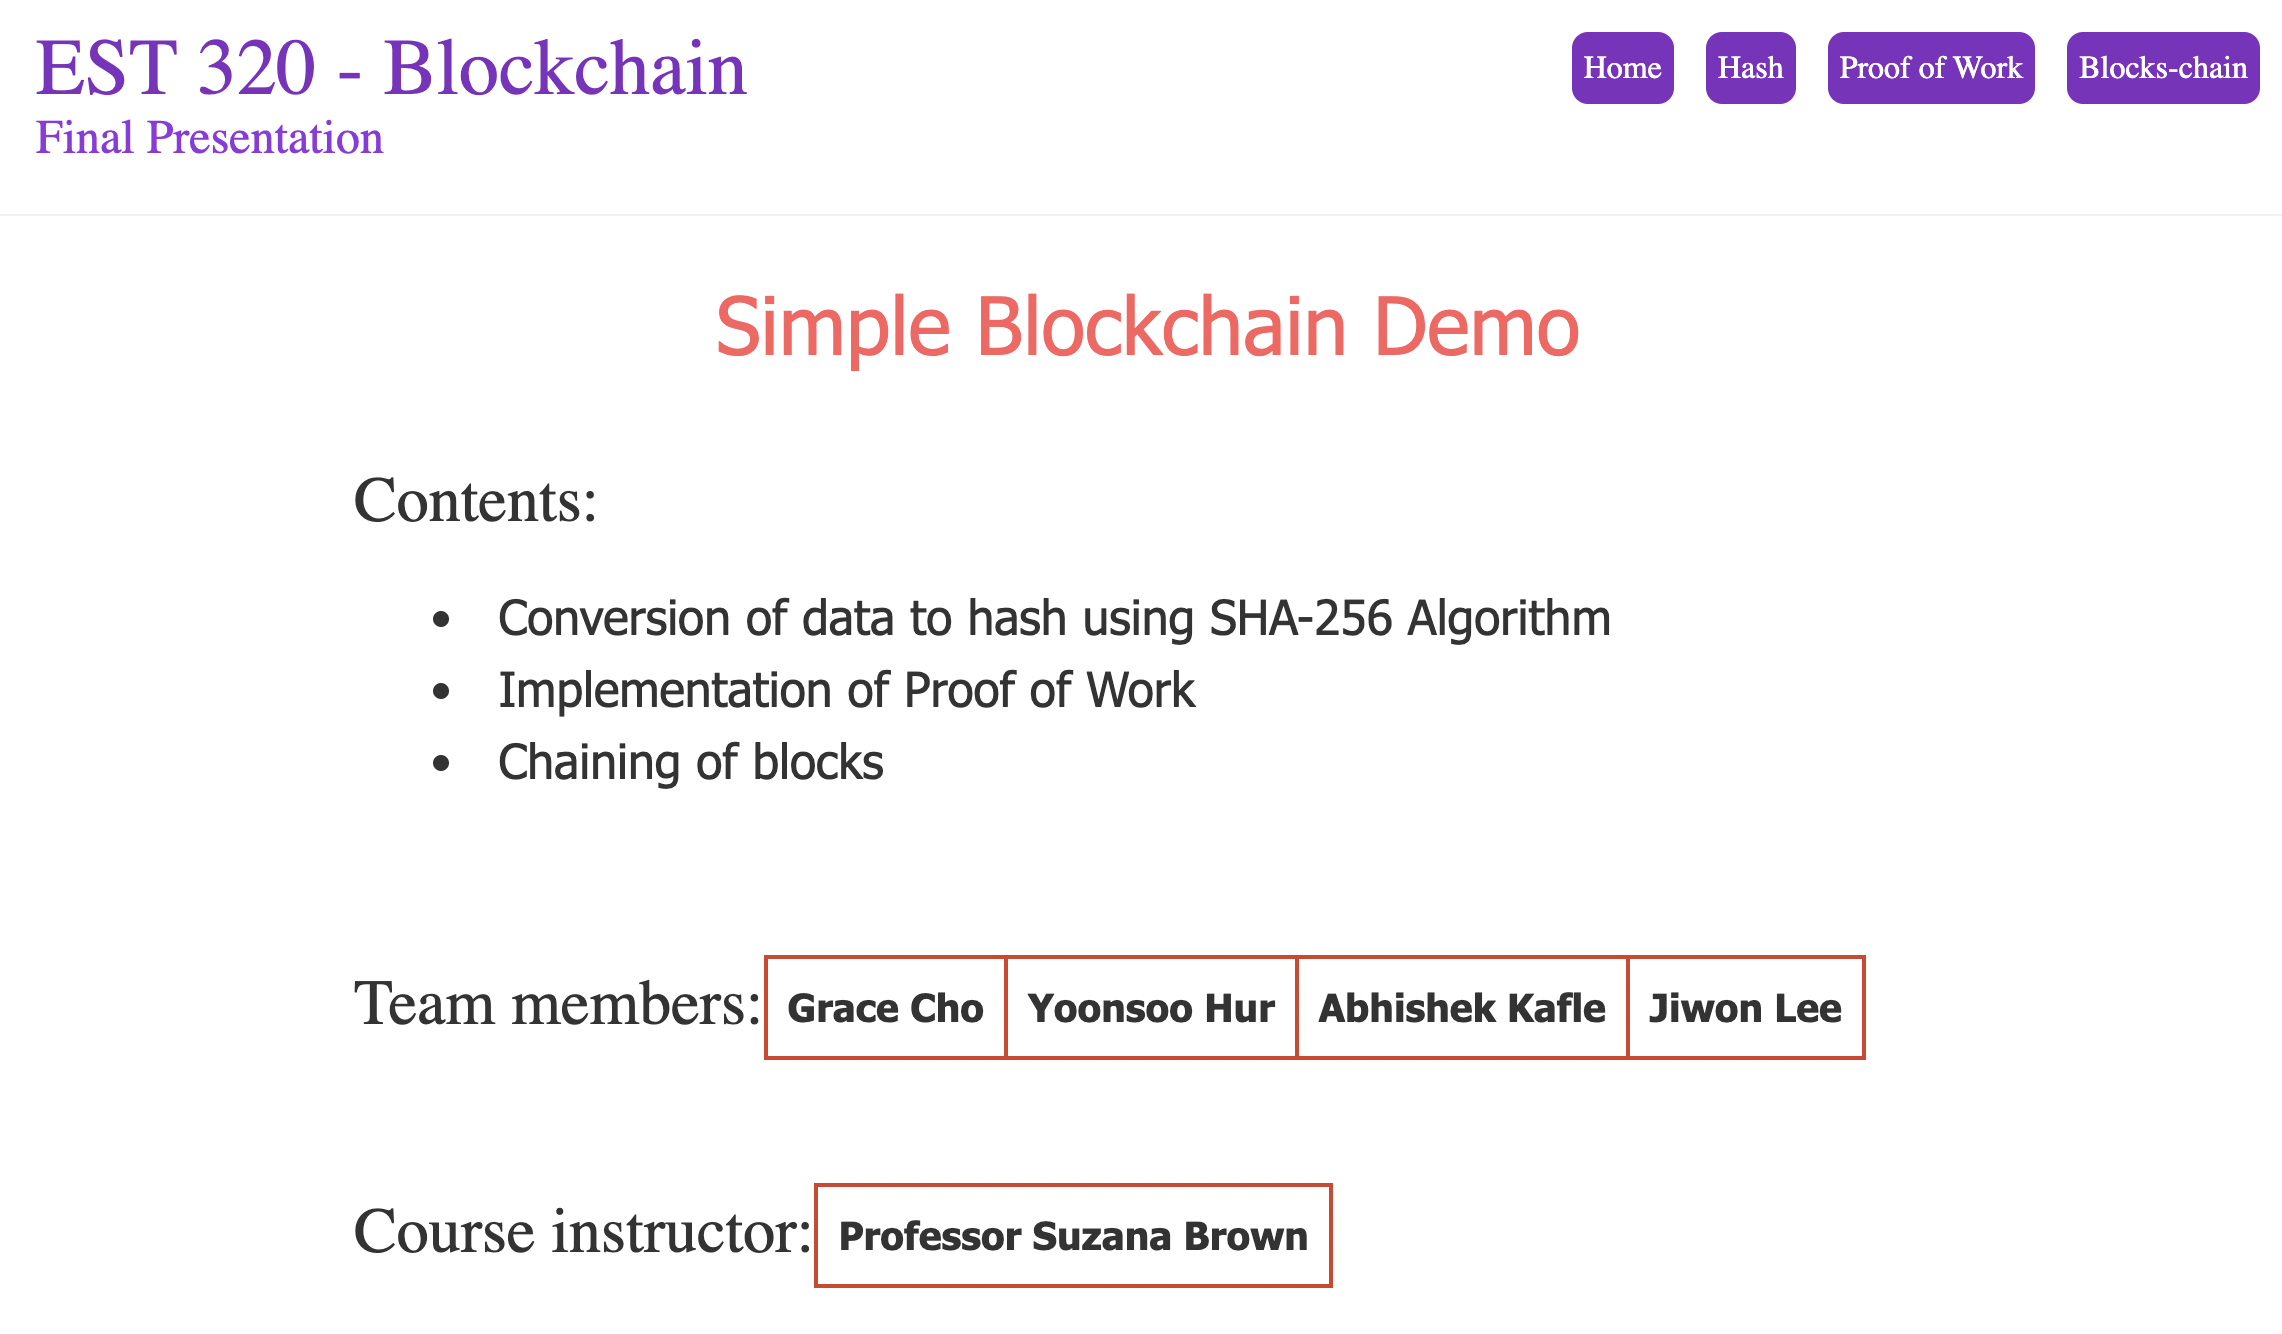 EST 320 - Blockchain
Final Presentation
Home Hash Proof of Work Blocks-chain
Simple Blockchain Demo
Contents:
• Conversion of data to hash using SHA-256 Algorithm
• Implementation of Proof of Work
• Chaining of blocks
Team members: Grace Cho Yoonsoo Hur Abhishek Kafle Jiwon Lee
Course instructor: Professor Suzana Brown